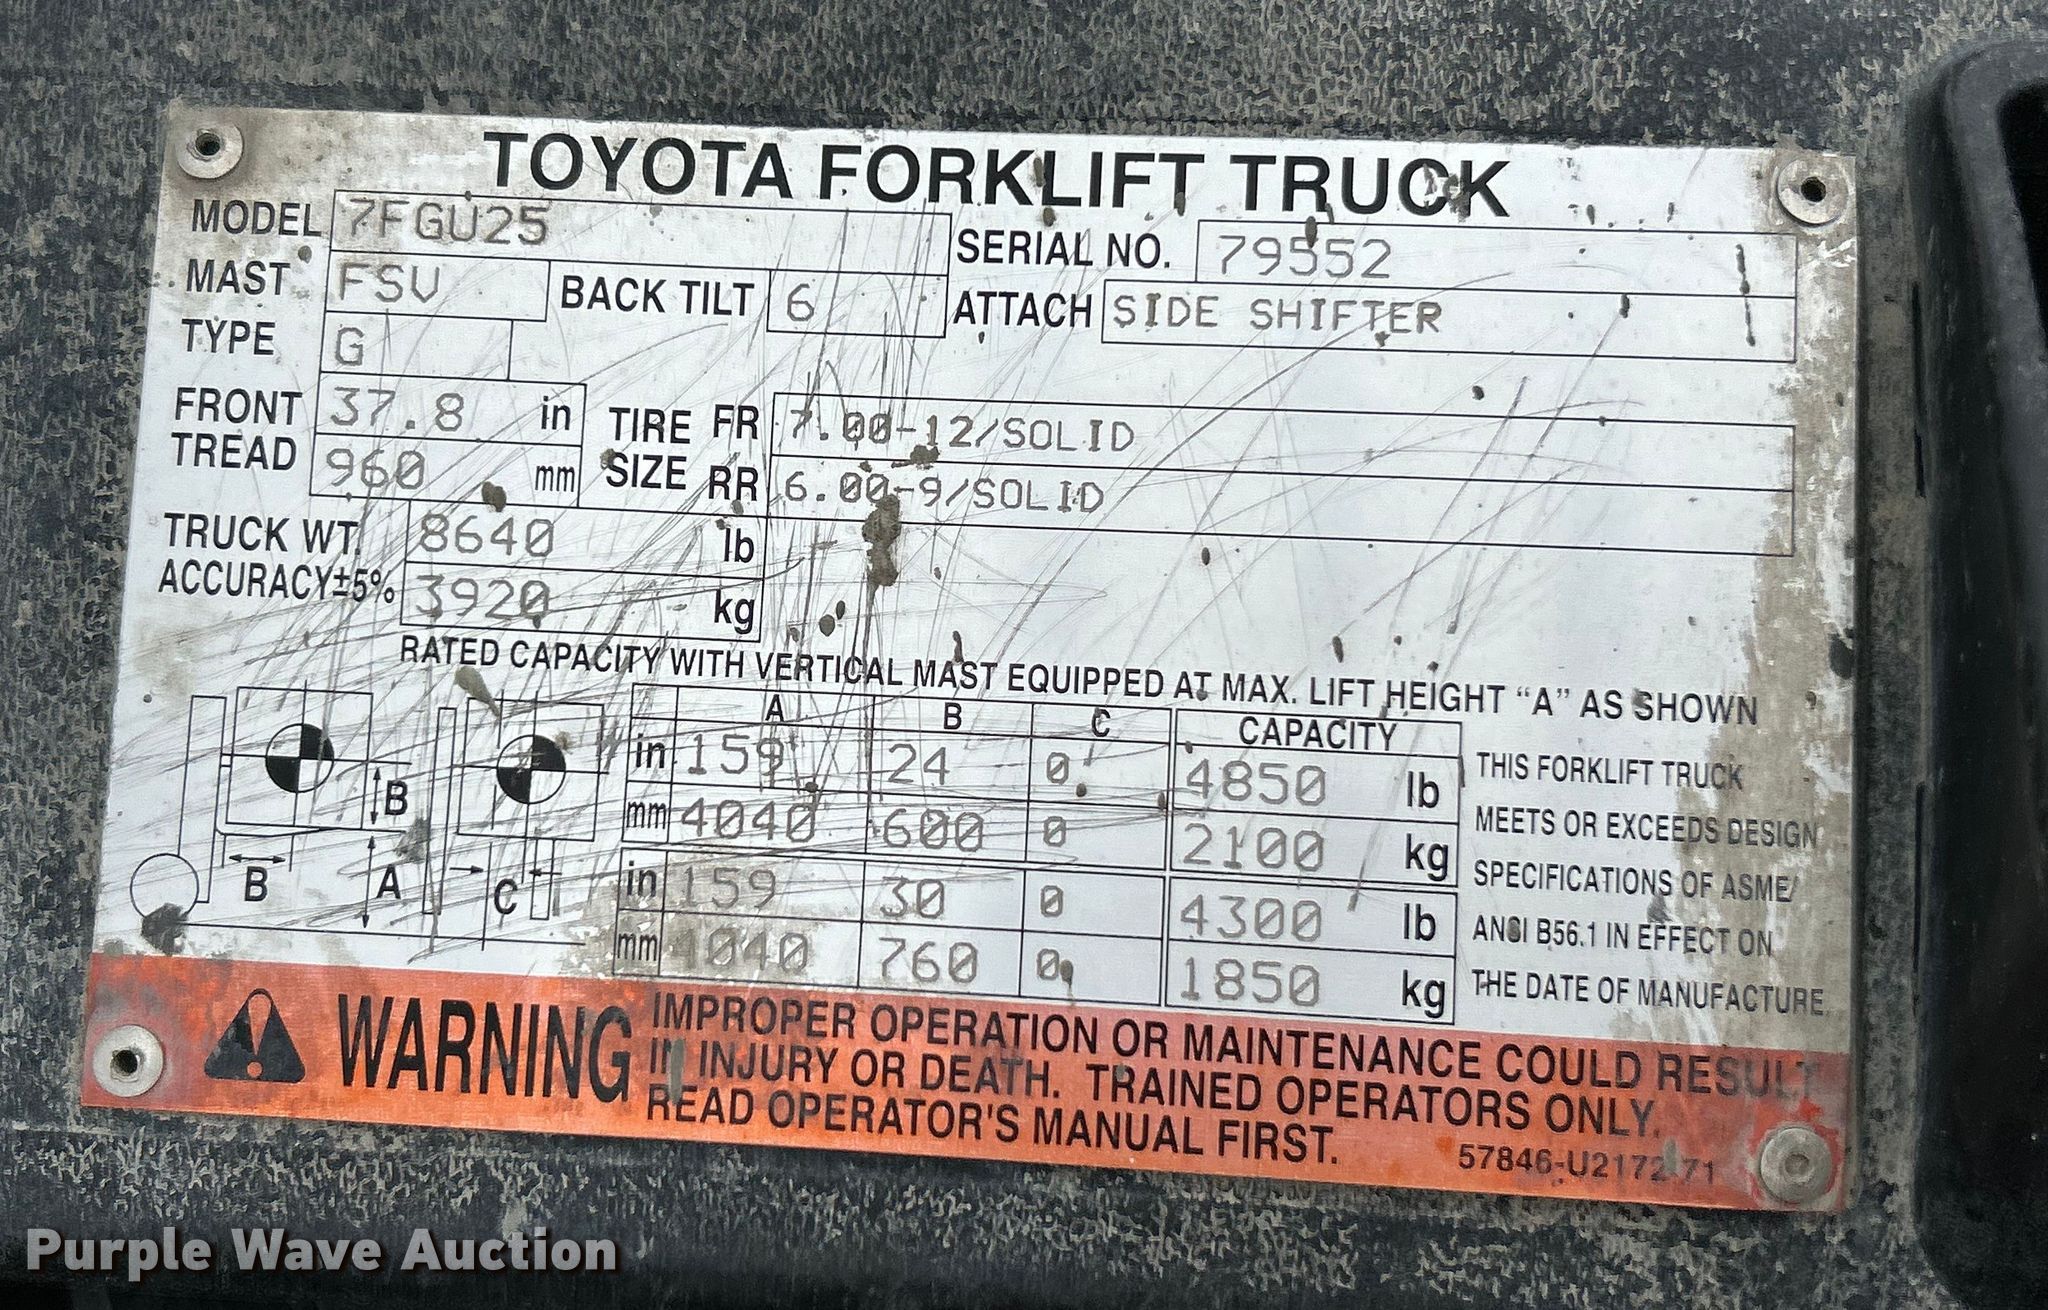 TOYOTA FORKLIFT TRUCK
MODEL 7FGU25 SERIAL NO. 79552
MAST FSV BACK TILT 6 ATTACH SIDE SHIFTER
TYPE G
FRONT TREAD 37.8 in TIRE SIZE FR 7.00-12/SOLID
960 mm RR 6.00-9/SOLID
TRUCK WT. 8640 lb
ACCURACY±5% 3920 kg
RATED CAPACITY WITH VERTICAL MAST EQUIPPED AT MAX. LIFT HEIGHT "A" AS SHOWN
A B C CAPACITY
in 159 24 0 4850 lb
mm 4040 600 0 2100 kg
in 159 30 0 4300 lb
mm 4040 760 0 1850 kg
B
B A C
THIS FORKLIFT TRUCK
MEETS OR EXCEEDS DESIGN
SPECIFICATIONS OF ASME/
ANSI B56.1 IN EFFECT ON
THE DATE OF MANUFACTURE
WARNING IMPROPER OPERATION OR MAINTENANCE COULD RESULT
IN INJURY OR DEATH. TRAINED OPERATORS ONLY.
READ OPERATOR'S MANUAL FIRST.
57846-U2172-71
Purple Wave Auction